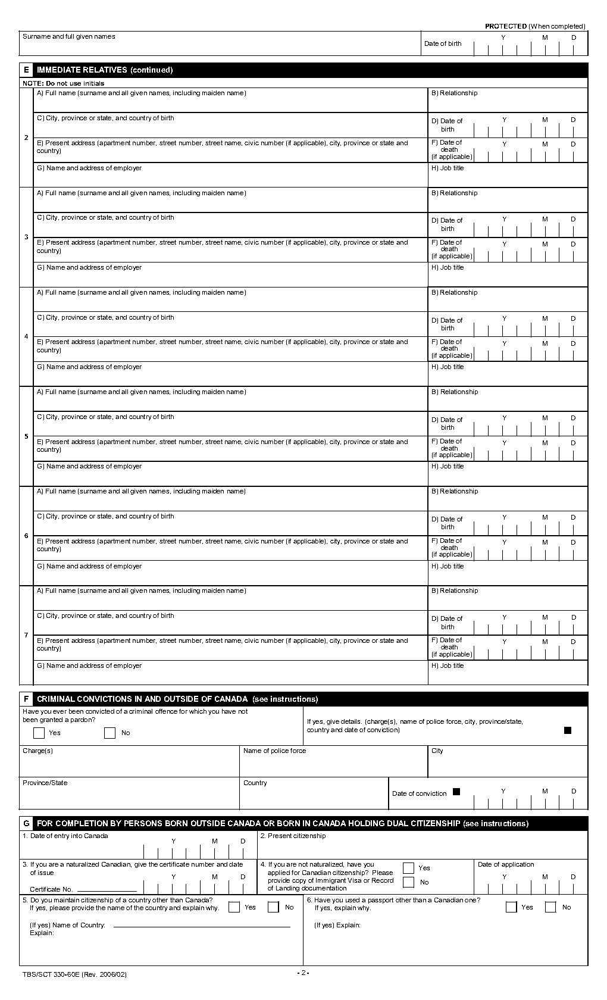 PROTECTED (When completed)
Surname and full given names
Date of birth
Y M D
E IMMEDIATE RELATIVES (continued)
NOTE: Do not use initials
2
A) Full name (surname and all given names, including maiden name)
B) Relationship
C) City, province or state, and country of birth
D) Date of
birth
Y M D
E) Present address (apartment number, street number, street name, civic number (if applicable), city, province or state and
country)
F) Date of
death
(if applicable)
Y M D
G) Name and address of employer
H) Job title
3
A) Full name (surname and all given names, including maiden name)
B) Relationship
C) City, province or state, and country of birth
D) Date of
birth
Y M D
E) Present address (apartment number, street number, street name, civic number (if applicable), city, province or state and
country)
F) Date of
death
(if applicable)
Y M D
G) Name and address of employer
H) Job title
4
A) Full name (surname and all given names, including maiden name)
B) Relationship
C) City, province or state, and country of birth
D) Date of
birth
Y M D
E) Present address (apartment number, street number, street name, civic number (if applicable), city, province or state and
country)
F) Date of
death
(if applicable)
Y M D
G) Name and address of employer
H) Job title
5
A) Full name (surname and all given names, including maiden name)
B) Relationship
C) City, province or state, and country of birth
D) Date of
birth
Y M D
E) Present address (apartment number, street number, street name, civic number (if applicable), city, province or state and
country)
F) Date of
death
(if applicable)
Y M D
G) Name and address of employer
H) Job title
6
A) Full name (surname and all given names, including maiden name)
B) Relationship
C) City, province or state, and country of birth
D) Date of
birth
Y M D
E) Present address (apartment number, street number, street name, civic number (if applicable), city, province or state and
country)
F) Date of
death
(if applicable)
Y M D
G) Name and address of employer
H) Job title
7
A) Full name (surname and all given names, including maiden name)
B) Relationship
C) City, province or state, and country of birth
D) Date of
birth
Y M D
E) Present address (apartment number, street number, street name, civic number (if applicable), city, province or state and
country)
F) Date of
death
(if applicable)
Y M D
G) Name and address of employer
H) Job title
F CRIMINAL CONVICTIONS IN AND OUTSIDE OF CANADA (see instructions)
Have you ever been convicted of a criminal offence for which you have not
been granted a pardon?
Yes No
If yes, give details. (charge(s), name of police force, city, province/state,
country and date of conviction)
Charge(s)
Name of police force
City
Province/State
Country
Date of conviction
Y M D
G FOR COMPLETION BY PERSONS BORN OUTSIDE CANADA OR BORN IN CANADA HOLDING DUAL CITIZENSHIP (see instructions)
1. Date of entry into Canada
Y M D
2. Present citizenship
3. If you are a naturalized Canadian, give the certificate number and date
of issue
Y M D
Certificate No.
4. If you are not naturalized, have you
applied for Canadian citizenship? Please
provide copy of Immigrant Visa or Record
of Landing documentation
Yes
No
Date of application
Y M D
5. Do you maintain citizenship of a country other than Canada?
If yes, please provide the name of the country and explain why.
Yes No
(If yes) Name of Country:
Explain:
6. Have you used a passport other than a Canadian one?
If yes, explain why.
Yes No
(If yes) Explain:
TBS/SCT 330-60E (Rev. 2006/02)
- 2 -